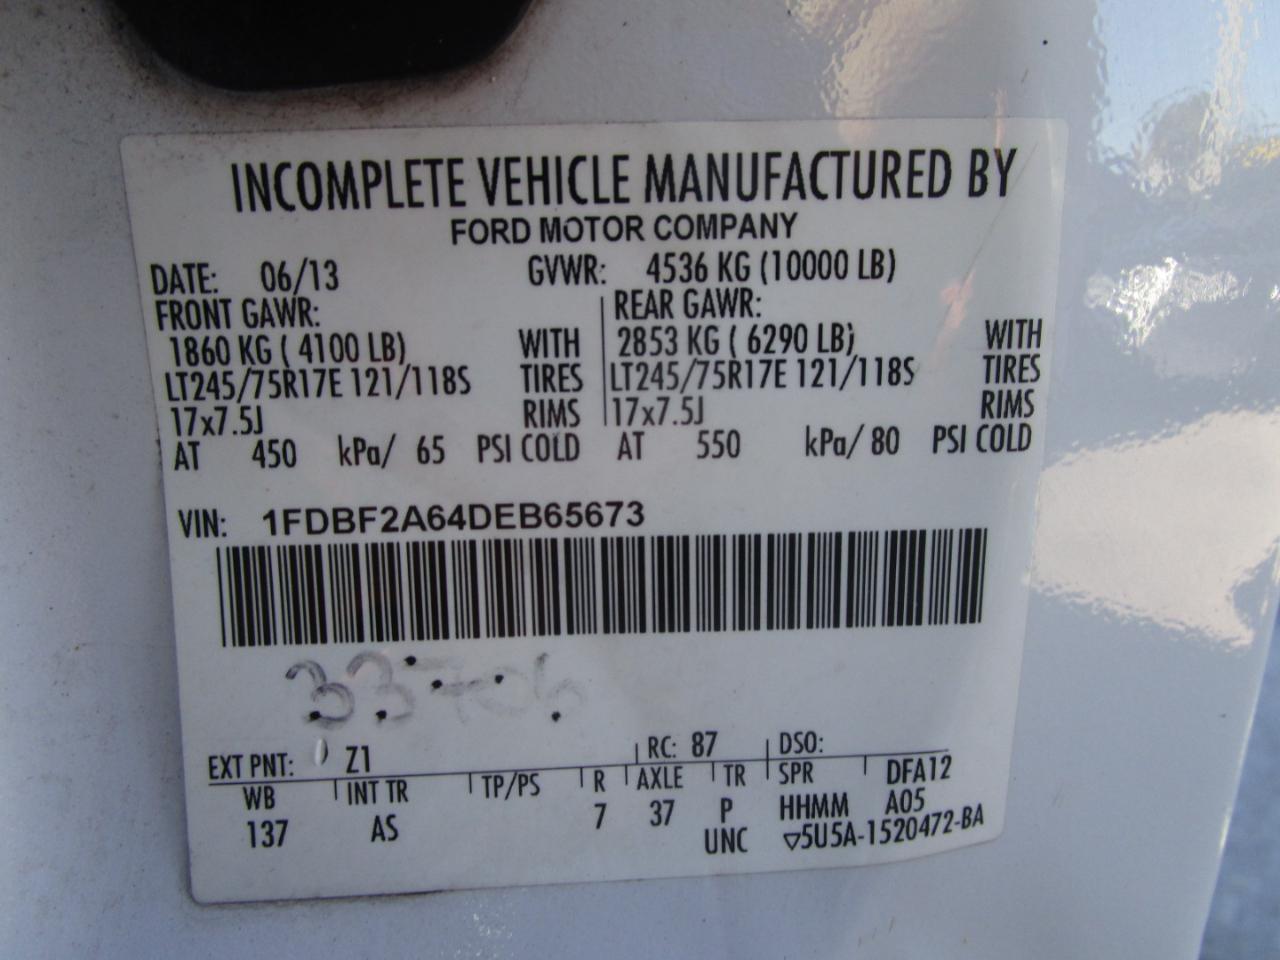 INCOMPLETE VEHICLE MANUFACTURED BY
FORD MOTOR COMPANY
DATE: 06/13 GVWR: 4536 KG (10000 LB)
FRONT GAWR: REAR GAWR:
1860 KG ( 4100 LB) WITH 2853 KG ( 6290 LB) WITH
LT245/75R17E 121/118S TIRES LT245/75R17E 121/118S TIRES
17x7.5J RIMS 17x7.5J RIMS
AT 450 kPa/ 65 PSI COLD AT 550 kPa/ 80 PSI COLD
VIN: 1FDBF2A64DEB65673
33706
EXT PNT: Z1 RC: 87 DSO:
WB INT TR TP/PS R AXLE TR SPR DFA12
137 AS 7 37 P HHMM A05
UNC ▽5U5A-1520472-BA